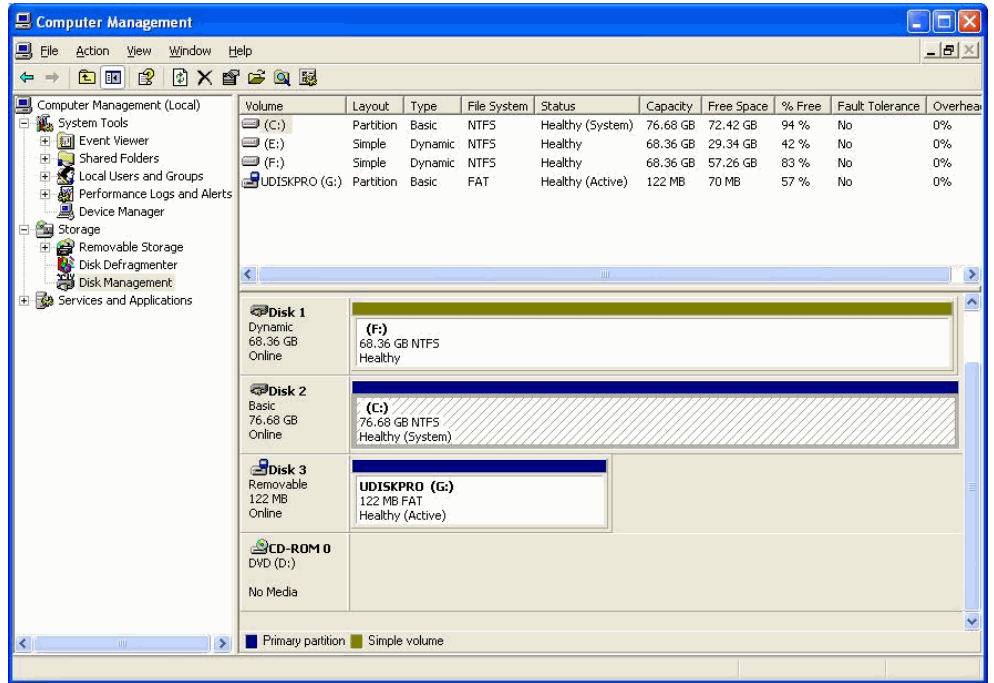 Computer Management
File Action View Window Help
Computer Management (Local)
System Tools
Event Viewer
Shared Folders
Local Users and Groups
Performance Logs and Alerts
Device Manager
Storage
Removable Storage
Disk Defragmenter
Disk Management
Services and Applications
Volume Layout Type File System Status Capacity Free Space % Free Fault Tolerance Overhea
(C:) Partition Basic NTFS Healthy (System) 76.68 GB 72.42 GB 94 % No 0%
(E:) Simple Dynamic NTFS Healthy 68.36 GB 29.34 GB 42 % No 0%
(F:) Simple Dynamic NTFS Healthy 68.36 GB 57.26 GB 83 % No 0%
UDISKPRO (G:) Partition Basic FAT Healthy (Active) 122 MB 70 MB 57 % No 0%
Disk 1
Dynamic
68.36 GB
Online
(F:)
68.36 GB NTFS
Healthy
Disk 2
Basic
76.68 GB
Online
(C:)
76.68 GB NTFS
Healthy (System)
Disk 3
Removable
122 MB
Online
UDISKPRO (G:)
122 MB FAT
Healthy (Active)
CD-ROM 0
DVD (D:)
No Media
Primary partition Simple volume